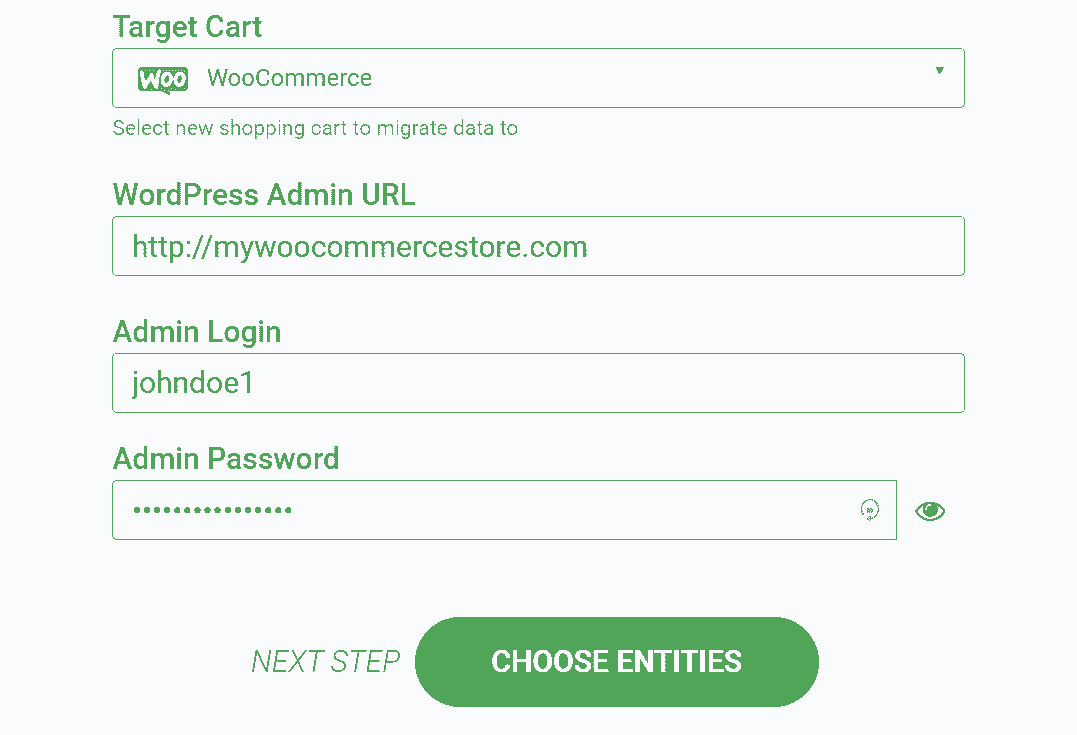 Target Cart
WOO WooCommerce
Select new shopping cart to migrate data to
WordPress Admin URL
http://mywoocommercestore.com
Admin Login
johndoe1
Admin Password
••••••••••••••••
NEXT STEP CHOOSE ENTITIES